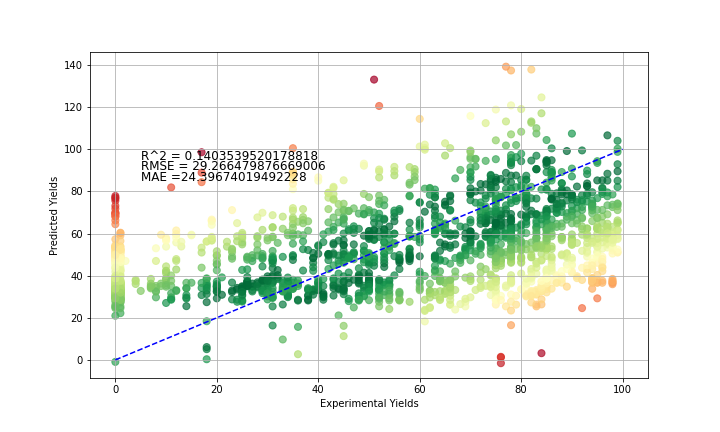 140
120
100
80
60
40
20
0
Predicted Yields
R^2 = 0.1403539520178818
RMSE = 29.266479876669006
MAE =24.39674019492228
0 20 40 60 80 100
Experimental Yields